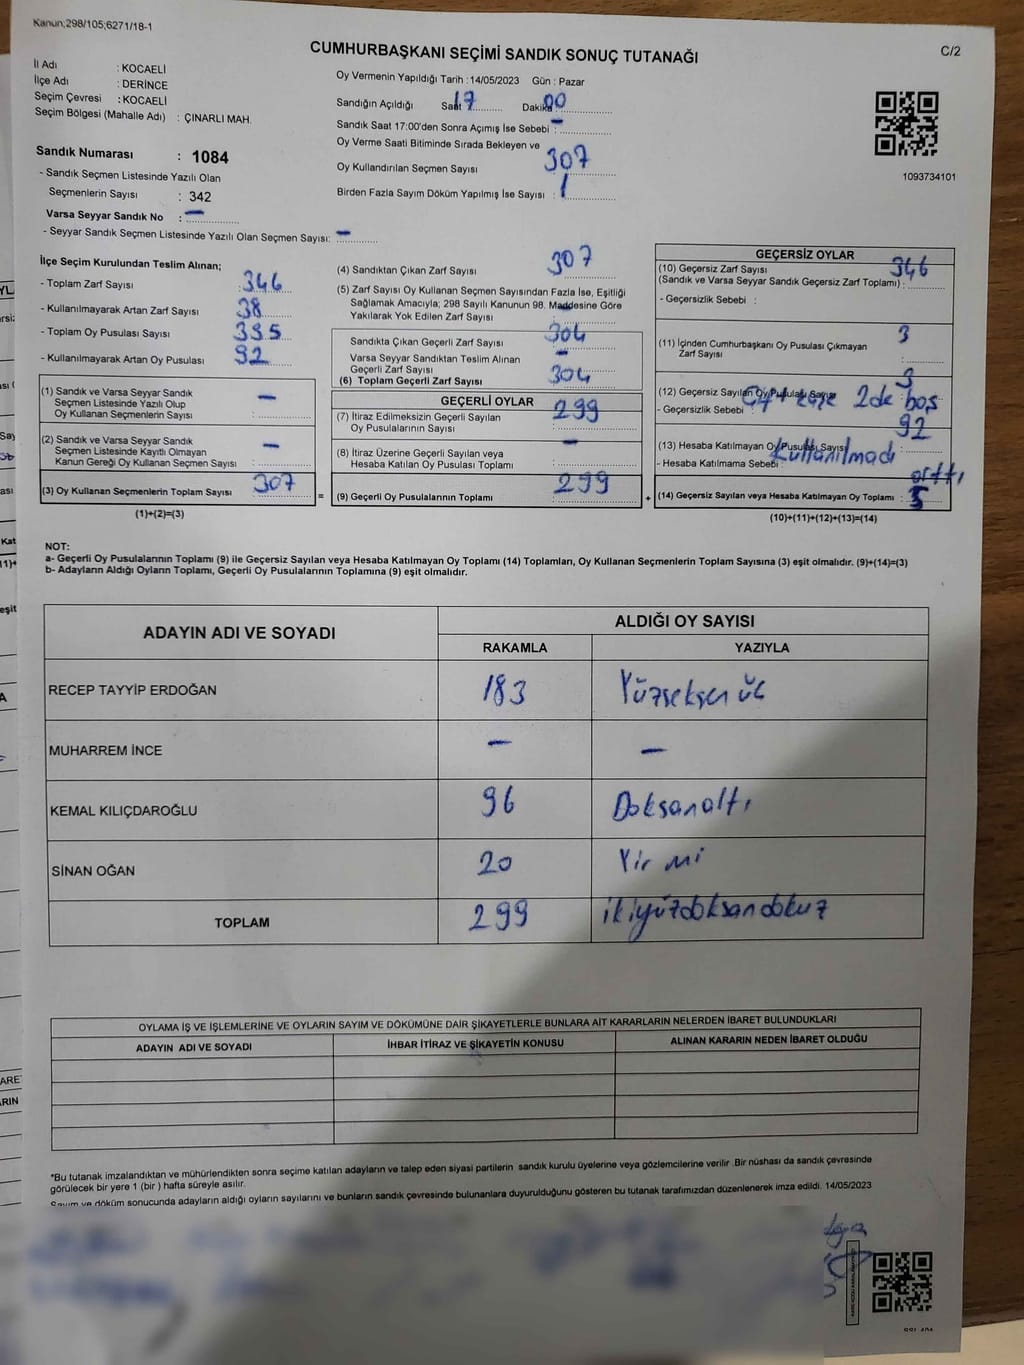 Kanun;298/105;6271/18-1
CUMHURBAŞKANI SEÇİMİ SANDIK SONUÇ TUTANAĞI
C/2
İl Adı : KOCAELİ
İlçe Adı : DERİNCE
Seçim Çevresi : KOCAELİ
Seçim Bölgesi (Mahalle Adı) : ÇINARLI MAH.
Sandık Numarası : 1084
- Sandık Seçmen Listesinde Yazılı Olan
Seçmenlerin Sayısı : 342
Varsa Seyyar Sandık No : —
- Seyyar Sandık Seçmen Listesinde Yazılı Olan Seçmen Sayısı: —
Oy Vermenin Yapıldığı Tarih : 14/05/2023 Gün : Pazar
Sandığın Açıldığı Saat 17 Dakika 00
Sandık Saat 17:00'den Sonra Açımış İse Sebebi : —
Oy Verme Saati Bitiminde Sırada Bekleyen ve
Oy Kullandırılan Seçmen Sayısı 307
Birden Fazla Sayım Döküm Yapılmış İse Sayısı : 1
1093734101
İlçe Seçim Kurulundan Teslim Alınan;
- Toplam Zarf Sayısı : 346
- Kullanılmayarak Artan Zarf Sayısı : 38
- Toplam Oy Pusulası Sayısı : 395
- Kullanılmayarak Artan Oy Pusulası : 92
(1) Sandık ve Varsa Seyyar Sandık
Seçmen Listesinde Yazılı Olup
Oy Kullanan Seçmenlerin Sayısı : —
(2) Sandık ve Varsa Seyyar Sandık
Seçmen Listesinde Kayıtlı Olmayan
Kanun Gereği Oy Kullanan Seçmen Sayısı : —
(3) Oy Kullanan Seçmenlerin Toplam Sayısı : 307
(1)+(2)=(3)
(4) Sandıktan Çıkan Zarf Sayısı 307
(5) Zarf Sayısı Oy Kullanan Seçmen Sayısından Fazla İse, Eşitliği
Sağlamak Amacıyla; 298 Sayılı Kanunun 98. Maddesine Göre
Yakılarak Yok Edilen Zarf Sayısı —
Sandıkta Çıkan Geçerli Zarf Sayısı : 304
Varsa Seyyar Sandıktan Teslim Alınan
Geçerli Zarf Sayısı —
(6) Toplam Geçerli Zarf Sayısı : 304
GEÇERLİ OYLAR
(7) İtiraz Edilmeksizin Geçerli Sayılan
Oy Pusulalarının Sayısı : 299
(8) İtiraz Üzerine Geçerli Sayılan veya
Hesaba Katılan Oy Pusulası Toplamı : —
= (9) Geçerli Oy Pusulalarının Toplamı : 299
GEÇERSİZ OYLAR
(10) Geçersiz Zarf Sayısı 346
(Sandık ve Varsa Seyyar Sandık Geçersiz Zarf Toplamı) :
- Geçersizlik Sebebi :
(11) İçinden Cumhurbaşkanı Oy Pusulası Çıkmayan 3
Zarf Sayısı :
(12) Geçersiz Sayılan Oy Pusulası Sayısı 3
- Geçersizlik Sebebi 2de boş
(13) Hesaba Katılmayan Oy Pusulası Sayısı 92
- Hesaba Katılmama Sebebi : Kullanılmadı arttı
+ (14) Geçersiz Sayılan veya Hesaba Katılmayan Oy Toplamı : 5
(10)+(11)+(12)+(13)=(14)
NOT:
a- Geçerli Oy Pusulalarının Toplamı (9) ile Geçersiz Sayılan veya Hesaba Katılmayan Oy Toplamı (14) Toplamları, Oy Kullanan Seçmenlerin Toplam Sayısına (3) eşit olmalıdır. (9)+(14)=(3)
b- Adayların Aldığı Oyların Toplamı, Geçerli Oy Pusulalarının Toplamına (9) eşit olmalıdır.
ADAYIN ADI VE SOYADI
ALDIĞI OY SAYISI
RAKAMLA YAZIYLA
RECEP TAYYİP ERDOĞAN 183 Yüzseksen üç
MUHARREM İNCE — —
KEMAL KILIÇDAROĞLU 96 Doksanaltı
SİNAN OĞAN 20 Yirmi
TOPLAM 299 ikiyüzdoksandokuz
OYLAMA İŞ VE İŞLEMLERİNE VE OYLARIN SAYIM VE DÖKÜMÜNE DAİR ŞİKAYETLERLE BUNLARA AİT KARARLARIN NELERDEN İBARET BULUNDUKLARI
ADAYIN ADI VE SOYADI İHBAR İTİRAZ VE ŞİKAYETİN KONUSU ALINAN KARARIN NEDEN İBARET OLDUĞU
*Bu tutanak imzalandıktan ve mühürlendikten sonra seçime katılan adayların ve talep eden siyasi partilerin sandık kurulu üyelerine veya gözlemcilerine verilir .Bir nüshası da sandık çevresinde
görülecek bir yere 1 (bir ) hafta süreyle asılır.
Sayım ve döküm sonucunda adayların aldığı oyların sayılarını ve bunların sandık çevresinde bulunanlara duyurulduğunu gösteren bu tutanak tarafımızdan düzenlenerek imza edildi. 14/05/2023